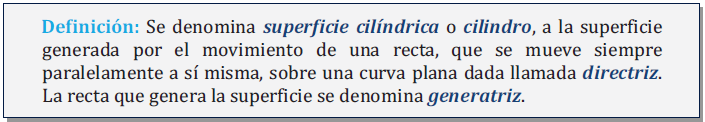 Definición: Se denomina superficie cilíndrica o cilindro, a la superficie
generada por el movimiento de una recta, que se mueve siempre
paralelamente a sí misma, sobre una curva plana dada llamada directriz.
La recta que genera la superficie se denomina generatriz.